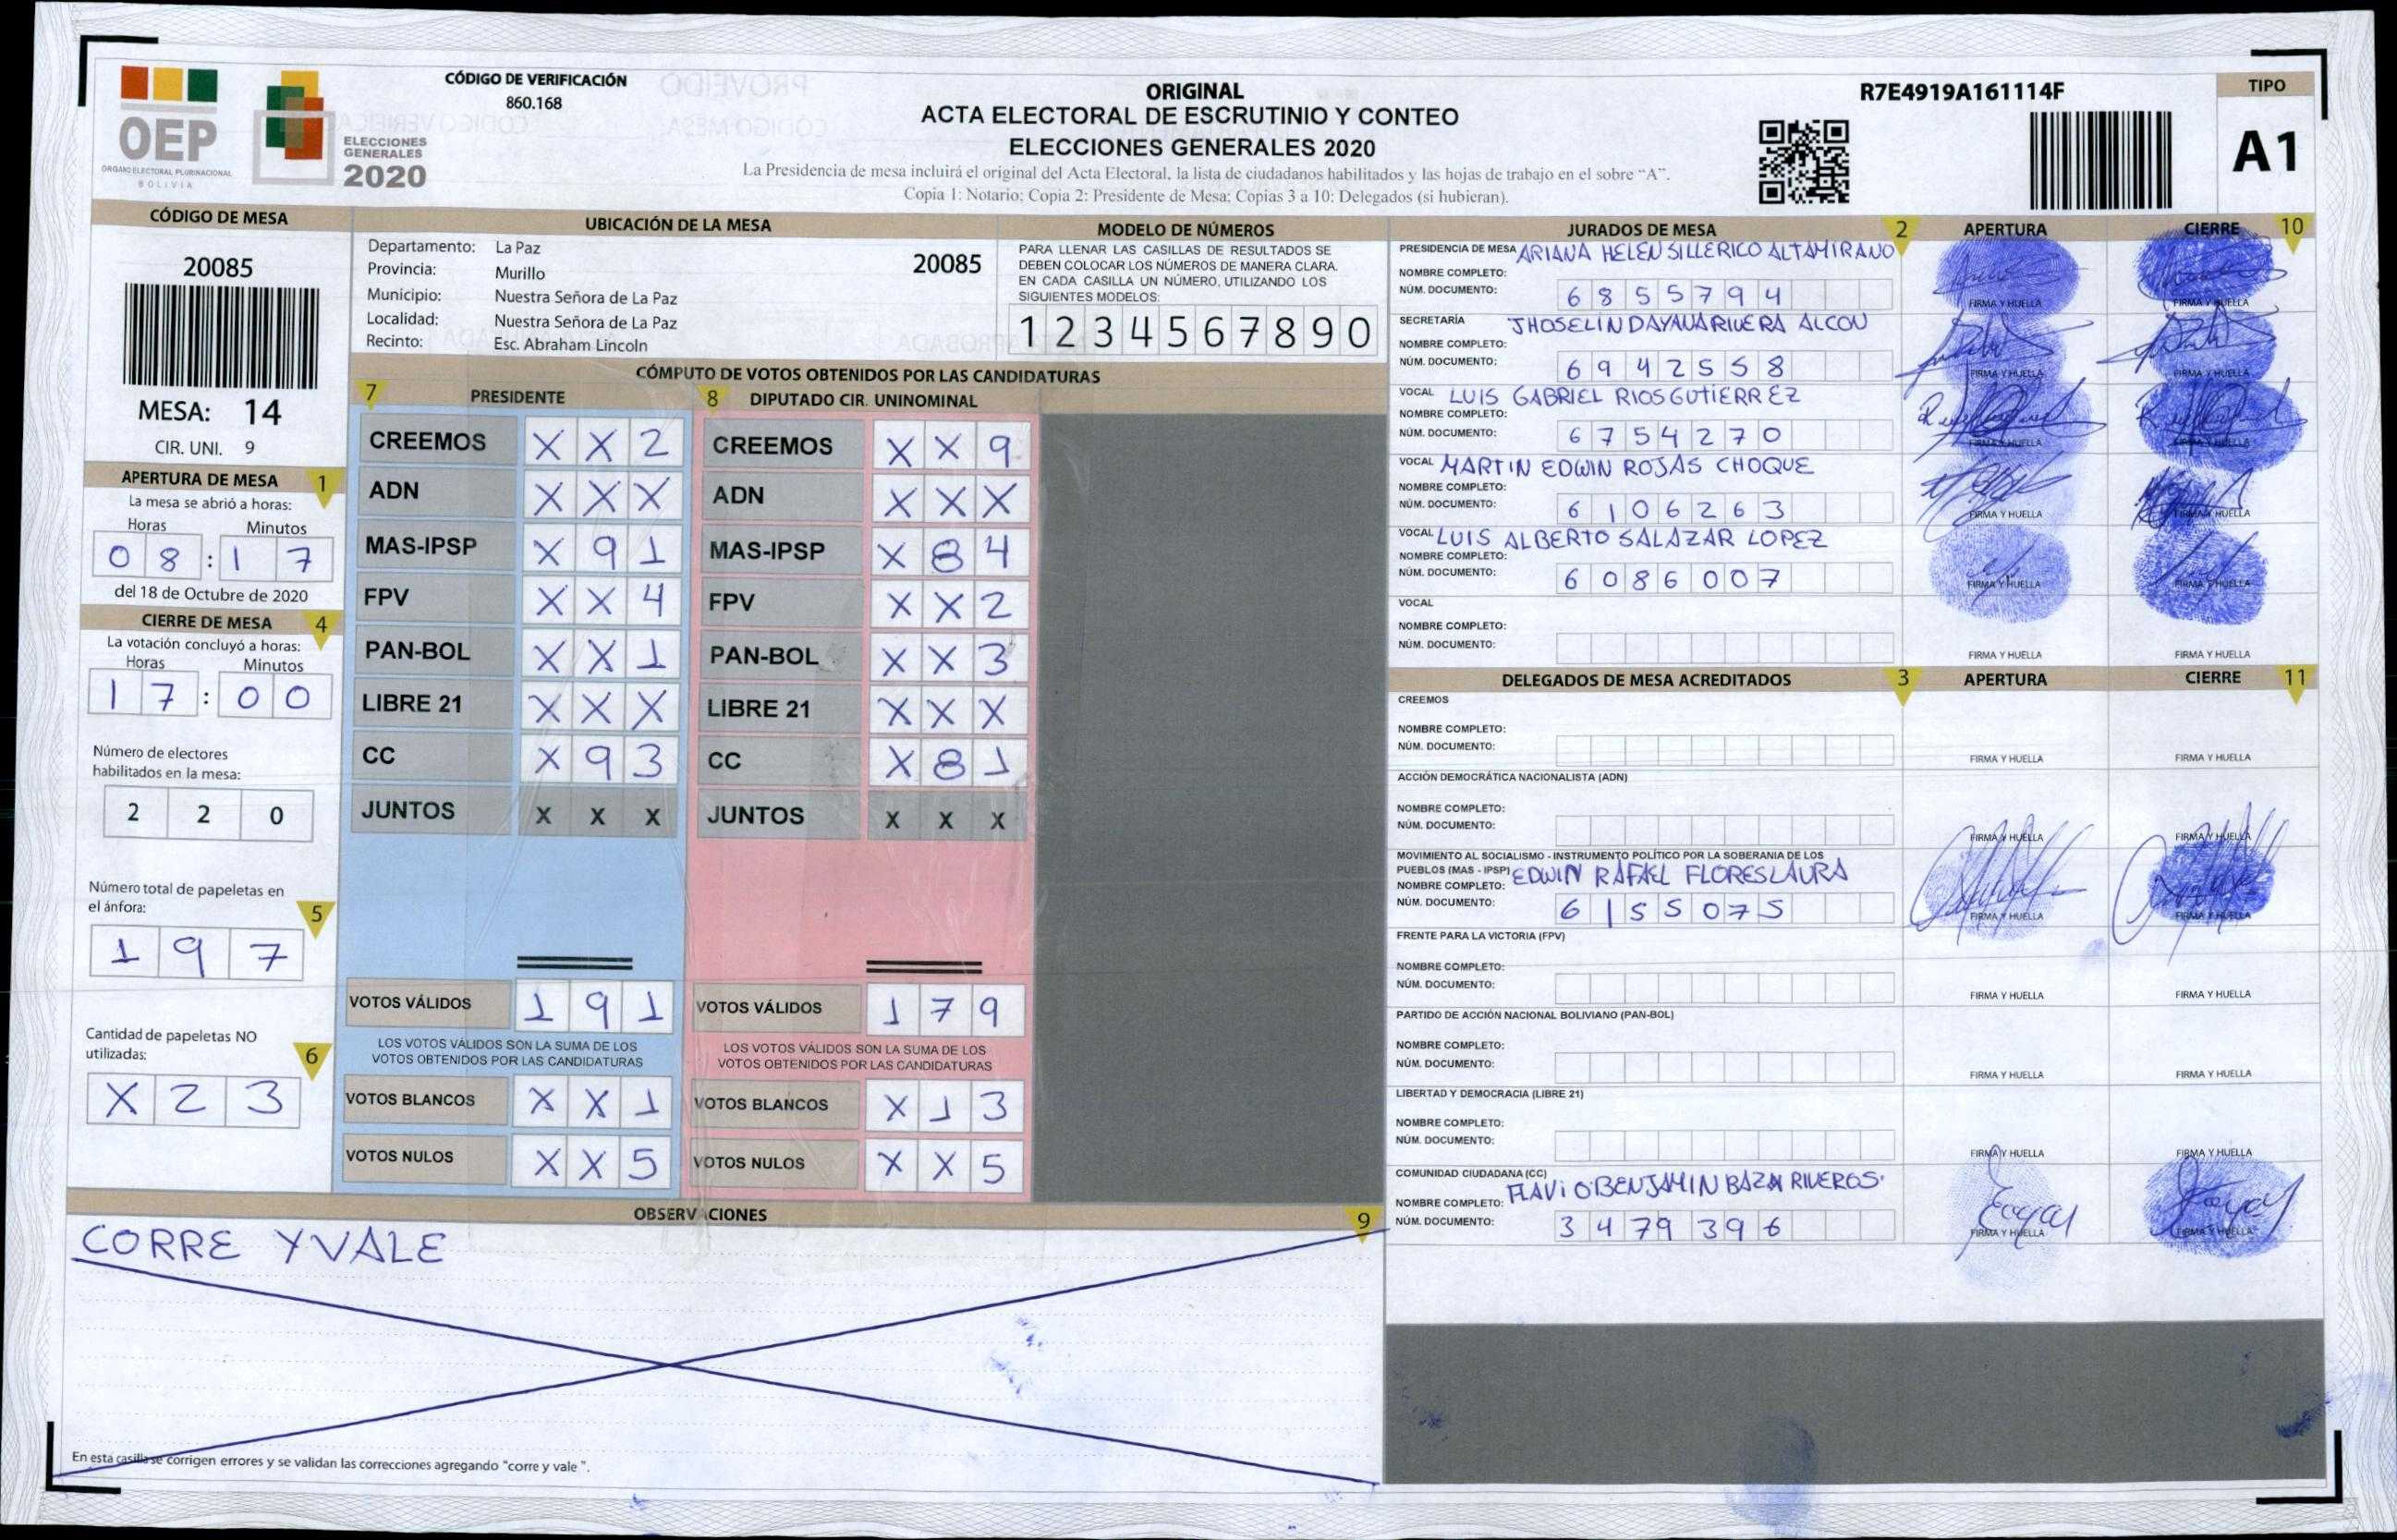 OEP
ÓRGANO ELECTORAL PLURINACIONAL
BOLIVIA
ELECCIONES
GENERALES
2020
CÓDIGO DE VERIFICACIÓN
860.168
ORIGINAL
ACTA ELECTORAL DE ESCRUTINIO Y CONTEO
ELECCIONES GENERALES 2020
La Presidencia de mesa incluirá el original del Acta Electoral, la lista de ciudadanos habilitados y las hojas de trabajo en el sobre "A".
Copia 1: Notario; Copia 2: Presidente de Mesa; Copias 3 a 10: Delegados (si hubieran).
R7E4919A161114F
TIPO
A1
CÓDIGO DE MESA
20085
MESA: 14
CIR. UNI. 9
APERTURA DE MESA 1
La mesa se abrió a horas:
Horas Minutos
0 8 : 1 7
del 18 de Octubre de 2020
CIERRE DE MESA 4
La votación concluyó a horas:
Horas Minutos
1 7 : 0 0
Número de electores
habilitados en la mesa:
2 2 0
Número total de papeletas en
el ánfora: 5
1 9 7
Cantidad de papeletas NO
utilizadas: 6
X 2 3
UBICACIÓN DE LA MESA
Departamento: La Paz 20085
Provincia: Murillo
Municipio: Nuestra Señora de La Paz
Localidad: Nuestra Señora de La Paz
Recinto: Esc. Abraham Lincoln
MODELO DE NÚMEROS
PARA LLENAR LAS CASILLAS DE RESULTADOS SE
DEBEN COLOCAR LOS NÚMEROS DE MANERA CLARA.
EN CADA CASILLA UN NÚMERO, UTILIZANDO LOS
SIGUIENTES MODELOS:
1 2 3 4 5 6 7 8 9 0
CÓMPUTO DE VOTOS OBTENIDOS POR LAS CANDIDATURAS
7 PRESIDENTE
CREEMOS X X 2
ADN X X X
MAS-IPSP X 9 1
FPV X X 4
PAN-BOL X X 1
LIBRE 21 X X X
CC X 9 3
JUNTOS X X X
VOTOS VÁLIDOS 1 9 1
LOS VOTOS VÁLIDOS SON LA SUMA DE LOS
VOTOS OBTENIDOS POR LAS CANDIDATURAS
VOTOS BLANCOS X X 1
VOTOS NULOS X X 5
8 DIPUTADO CIR. UNINOMINAL
CREEMOS X X 9
ADN X X X
MAS-IPSP X 8 4
FPV X X 2
PAN-BOL X X 3
LIBRE 21 X X X
CC X 8 1
JUNTOS X X X
VOTOS VÁLIDOS 1 7 9
LOS VOTOS VÁLIDOS SON LA SUMA DE LOS
VOTOS OBTENIDOS POR LAS CANDIDATURAS
VOTOS BLANCOS X 1 3
VOTOS NULOS X X 5
OBSERVACIONES 9
CORRE Y VALE
En esta casilla se corrigen errores y se validan las correcciones agregando "corre y vale ".
JURADOS DE MESA 2 APERTURA CIERRE 10
PRESIDENCIA DE MESA ARIANA HELEN SILLERICO ALTAMIRANO
NOMBRE COMPLETO:
NÚM. DOCUMENTO: 6 8 5 5 7 9 4 FIRMA Y HUELLA FIRMA Y HUELLA
SECRETARÍA JHOSELIN DAYANA RIVERA ALCON
NOMBRE COMPLETO:
NÚM. DOCUMENTO: 6 9 4 2 5 5 8 FIRMA Y HUELLA FIRMA Y HUELLA
VOCAL LUIS GABRIEL RIOS GUTIERREZ
NOMBRE COMPLETO:
NÚM. DOCUMENTO: 6 7 5 4 2 7 0 FIRMA Y HUELLA FIRMA Y HUELLA
VOCAL MARTIN EDWIN ROJAS CHOQUE
NOMBRE COMPLETO:
NÚM. DOCUMENTO: 6 1 0 6 2 6 3 FIRMA Y HUELLA FIRMA Y HUELLA
VOCAL LUIS ALBERTO SALAZAR LOPEZ
NOMBRE COMPLETO:
NÚM. DOCUMENTO: 6 0 8 6 0 0 7 FIRMA Y HUELLA FIRMA Y HUELLA
VOCAL
NOMBRE COMPLETO:
NÚM. DOCUMENTO: FIRMA Y HUELLA FIRMA Y HUELLA
DELEGADOS DE MESA ACREDITADOS 3 APERTURA CIERRE 11
CREEMOS
NOMBRE COMPLETO:
NÚM. DOCUMENTO: FIRMA Y HUELLA FIRMA Y HUELLA
ACCIÓN DEMOCRÁTICA NACIONALISTA (ADN)
NOMBRE COMPLETO:
NÚM. DOCUMENTO: FIRMA Y HUELLA FIRMA Y HUELLA
MOVIMIENTO AL SOCIALISMO - INSTRUMENTO POLÍTICO POR LA SOBERANIA DE LOS
PUEBLOS (MAS - IPSP) EDWIN RAFAEL FLORES LAURA
NOMBRE COMPLETO:
NÚM. DOCUMENTO: 6 1 5 5 0 7 5 FIRMA Y HUELLA FIRMA Y HUELLA
FRENTE PARA LA VICTORIA (FPV)
NOMBRE COMPLETO:
NÚM. DOCUMENTO: FIRMA Y HUELLA FIRMA Y HUELLA
PARTIDO DE ACCIÓN NACIONAL BOLIVIANO (PAN-BOL)
NOMBRE COMPLETO:
NÚM. DOCUMENTO: FIRMA Y HUELLA FIRMA Y HUELLA
LIBERTAD Y DEMOCRACIA (LIBRE 21)
NOMBRE COMPLETO:
NÚM. DOCUMENTO: FIRMA Y HUELLA FIRMA Y HUELLA
COMUNIDAD CIUDADANA (CC)
NOMBRE COMPLETO: FLAVIO BENJAMIN RIVEROS
NÚM. DOCUMENTO: 3 4 7 9 3 9 6 FIRMA Y HUELLA FIRMA Y HUELLA